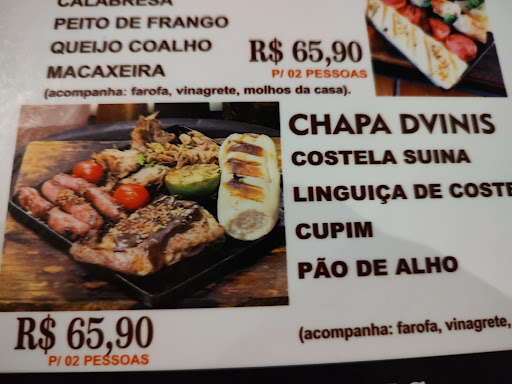 CALABRESA
PEITO DE FRANGO
QUEIJO COALHO
MACAXEIRA
R$ 65,90
P/ 02 PESSOAS
(acompanha: farofa, vinagrete, molhos da casa).
CHAPA DVINIS
COSTELA SUINA
LINGUIÇA DE COSTE
CUPIM
PÃO DE ALHO
R$ 65,90
P/ 02 PESSOAS
(acompanha: farofa, vinagrete,